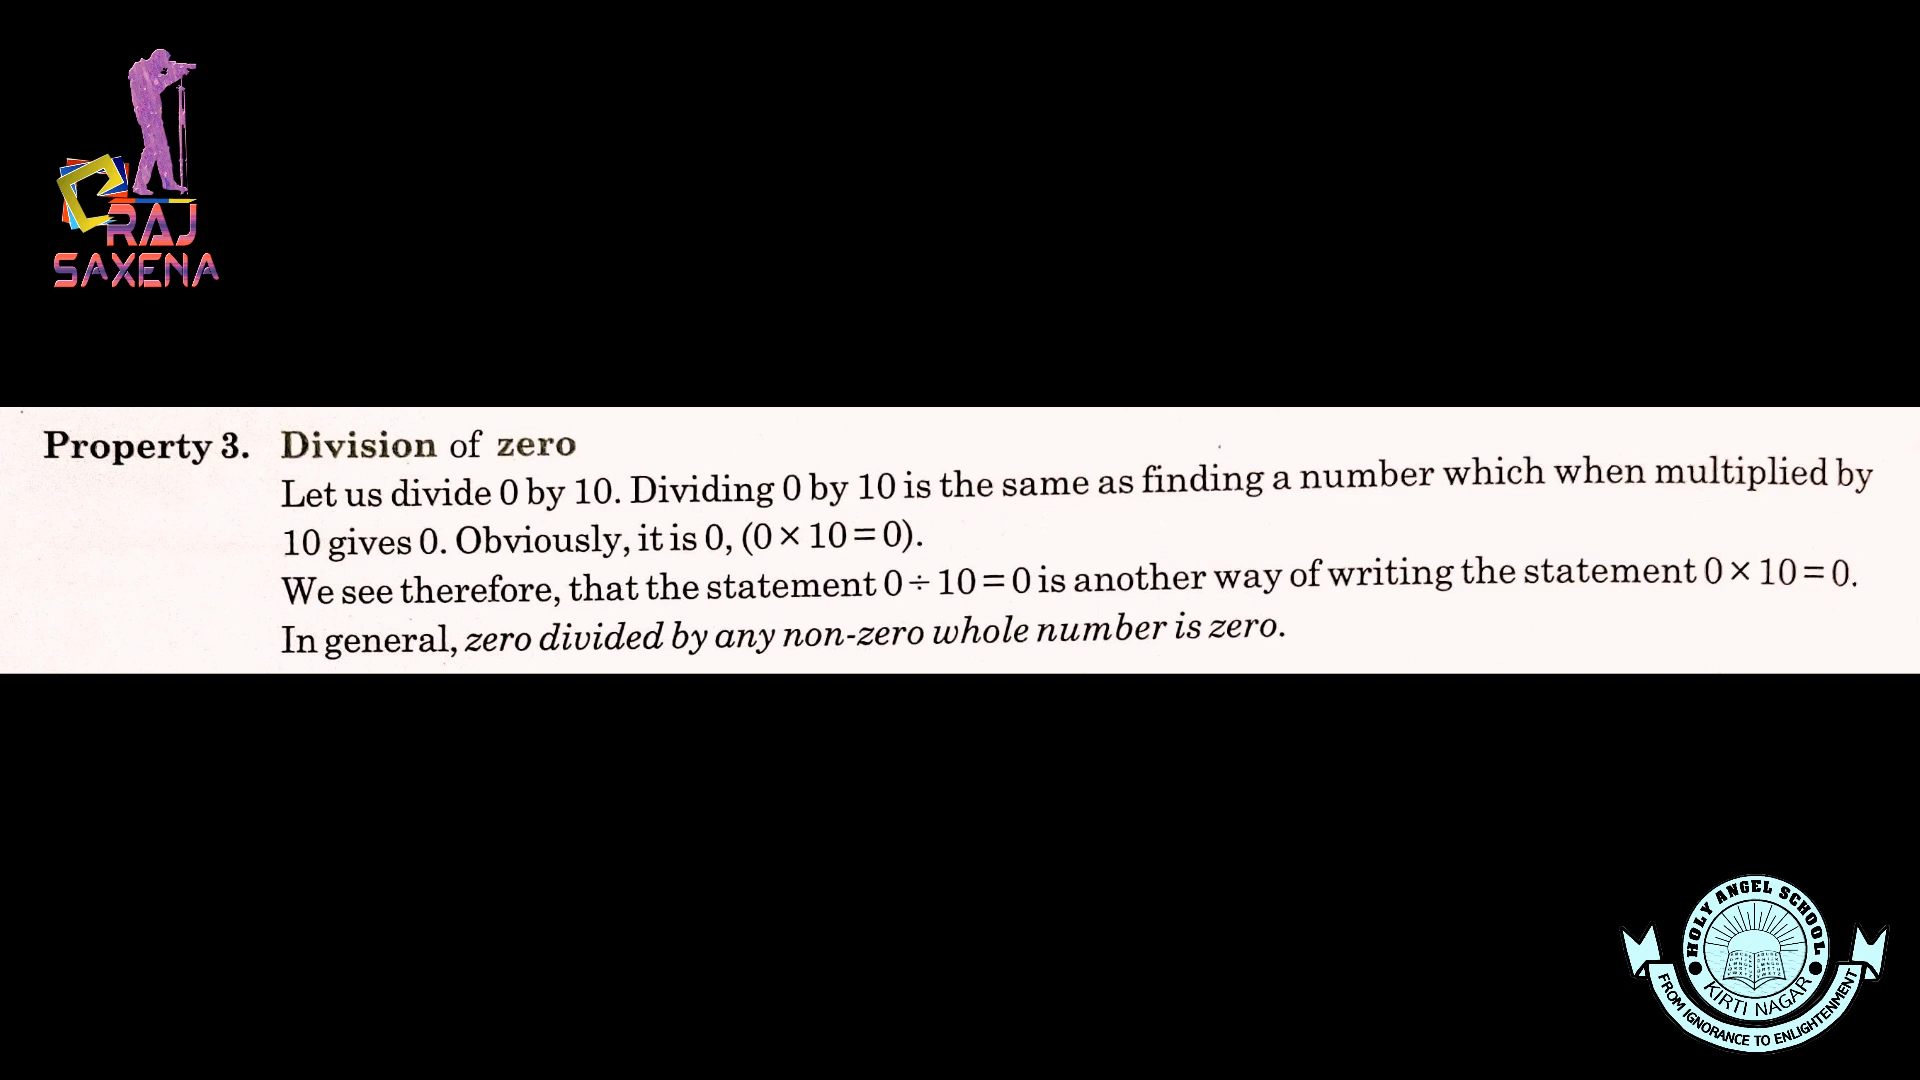 RAJ
SAXENA
Property 3. Division of zero
Let us divide 0 by 10. Dividing 0 by 10 is the same as finding a number which when multiplied by
10 gives 0. Obviously, it is 0, (0 × 10 = 0).
We see therefore, that the statement 0 ÷ 10 = 0 is another way of writing the statement 0 × 10 = 0.
In general, zero divided by any non-zero whole number is zero.
HOLY ANGEL SCHOOL
KIRTI NAGAR
FROM IGNORANCE TO ENLIGHTENMENT